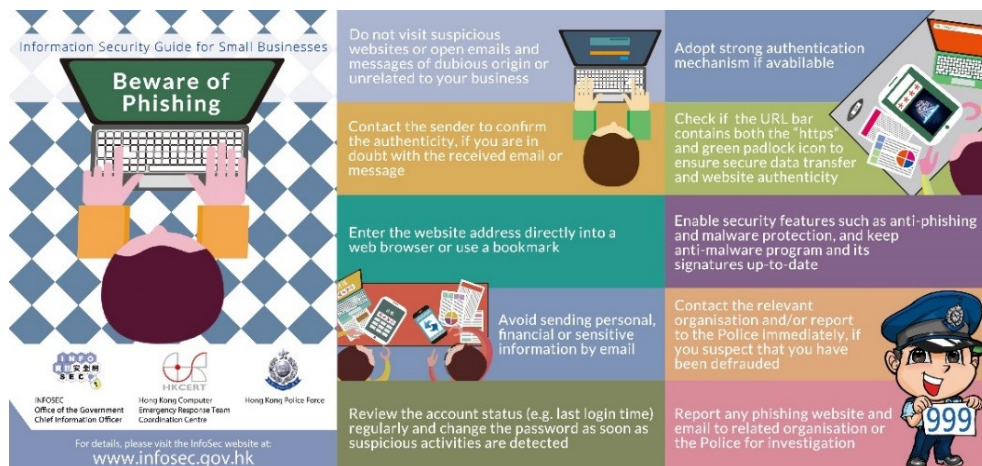 Information Security Guide for Small Businesses
Beware of
Phishing
INFO
資訊安全網
SEC
INFOSEC
Office of the Government
Chief Information Officer
HKCERT
Hong Kong Computer
Emergency Response Team
Coordination Centre
Hong Kong Police Force
For details, please visit the InfoSec website at:
www.infosec.gov.hk
Do not visit suspicious
websites or open emails and
messages of dubious origin or
unrelated to your business
Contact the sender to confirm
the authenticity, if you are in
doubt with the received email or
message
Enter the website address directly into a
web browser or use a bookmark
Avoid sending personal,
financial or sensitive
information by email
Review the account status (e.g. last login time)
regularly and change the password as soon as
suspicious activities are detected
Adopt strong authentication
mechanism if avabilable
Check if the URL bar
contains both the “https”
and green padlock icon to
ensure secure data transfer
and website authenticity
Enable security features such as anti-phishing
and malware protection, and keep
anti-malware program and its
signatures up-to-date
Contact the relevant
organisation and/or report
to the Police immediately, if
you suspect that you have
been defrauded
Report any phishing website and
email to related organisation or
the Police for investigation
999